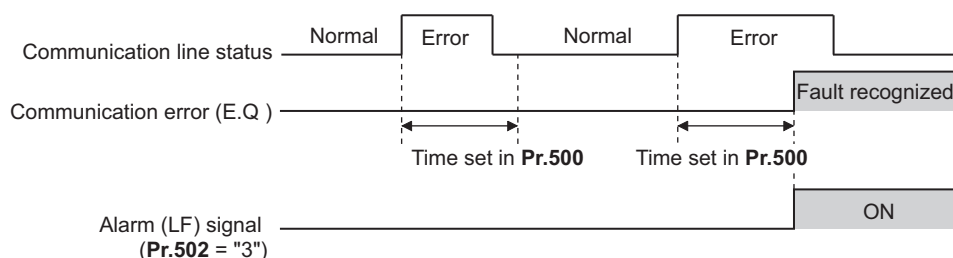 Normal Error Normal Error
Communication line status
Communication error (E.Q )
Fault recognized
Time set in Pr.500 Time set in Pr.500
Alarm (LF) signal
(Pr.502 = "3")
ON